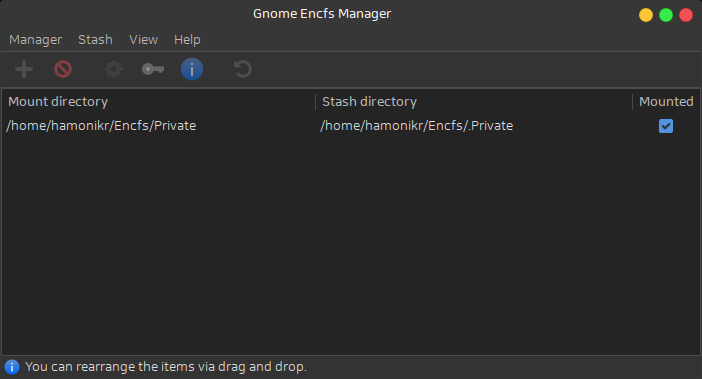 Gnome Encfs Manager
Manager Stash View Help
Mount directory Stash directory Mounted
/home/hamonikr/Encfs/Private /home/hamonikr/Encfs/.Private
You can rearrange the items via drag and drop.